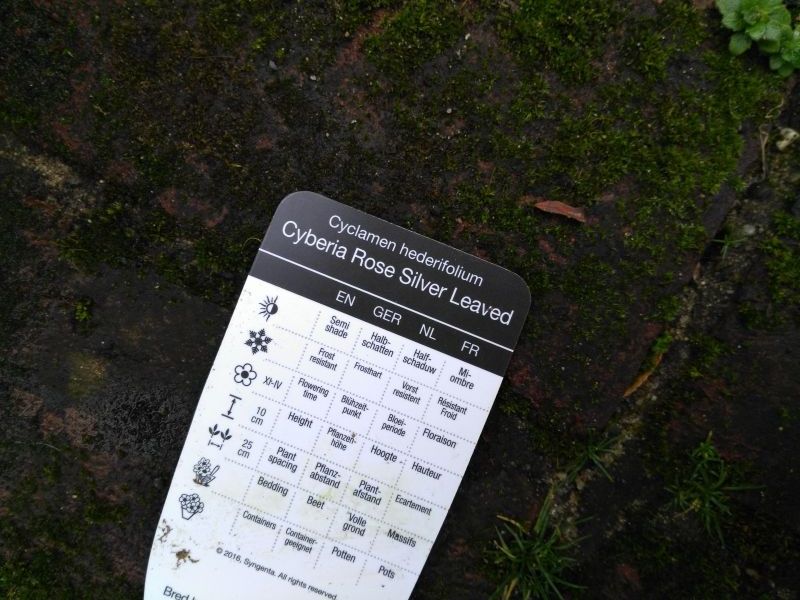 Cyclamen hederifolium
Cyberia Rose Silver Leaved
EN GER NL FR
Semi shade Halb-schatten Half-schaduw Mi-ombre
Frost resistant Frosthart Vorst resistent Résistant Froid
XI-IV Flowering time Blühzeit-punkt Bloei-periode Floraison
10 cm Height Pflanzen-höhe Hoogte Hauteur
25 cm Plant spacing Pflanz-abstand Plant-afstand Ecartement
Bedding Beet Volle grond Massifs
Containers Container-geeignet Potten Pots
© 2016, Syngenta. All rights reserved.
Bred